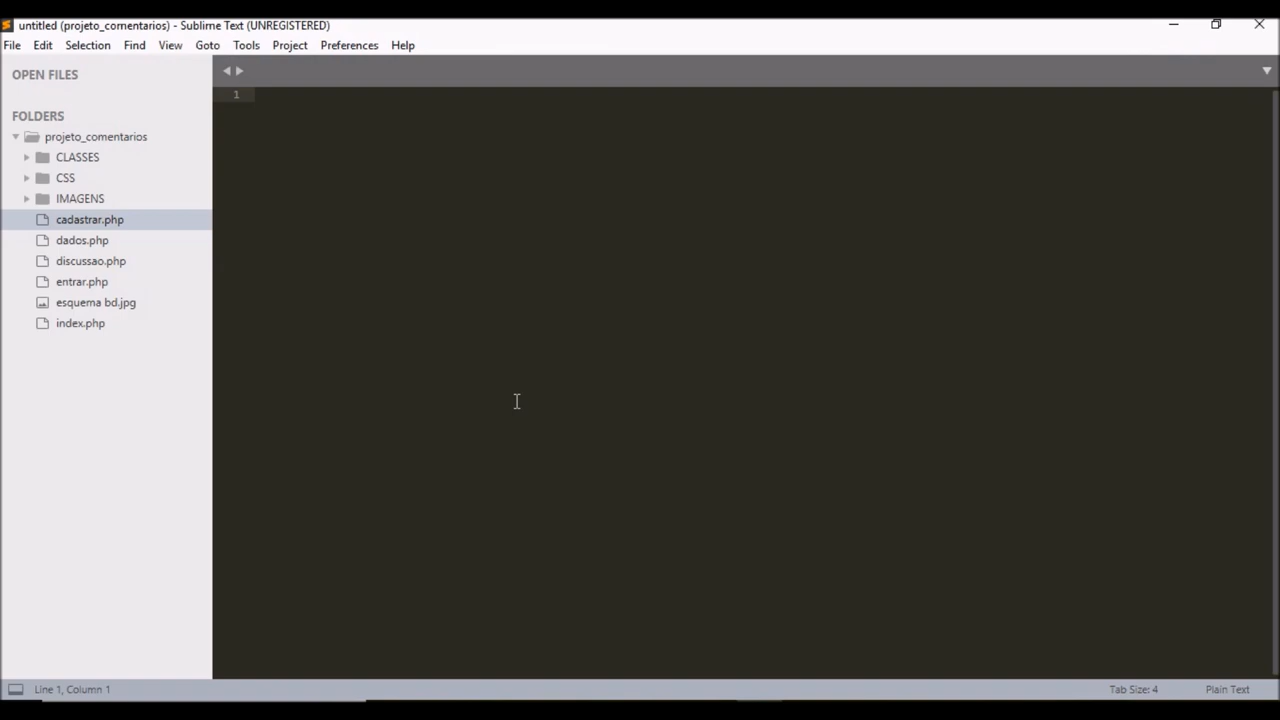 untitled (projeto_comentarios) - Sublime Text (UNREGISTERED)
File Edit Selection Find View Goto Tools Project Preferences Help
OPEN FILES
1
FOLDERS
projeto_comentarios
CLASSES
CSS
IMAGENS
cadastrar.php
dados.php
discussao.php
entrar.php
esquema bd.jpg
index.php
Line 1, Column 1 Tab Size: 4 Plain Text